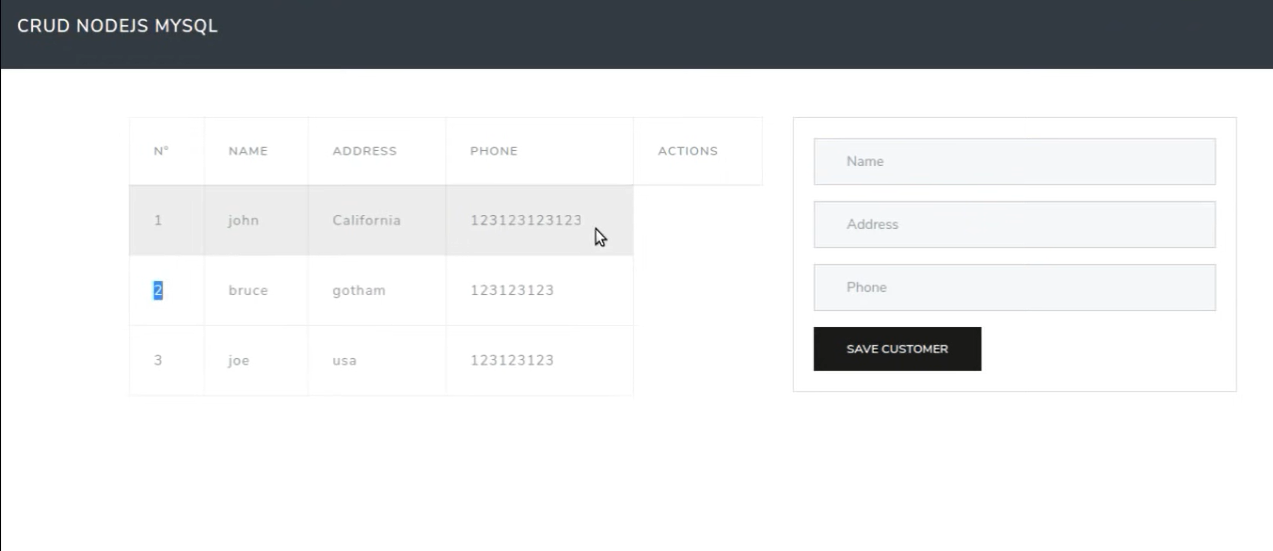 CRUD NODEJS MYSQL
N° NAME ADDRESS PHONE ACTIONS
1 john California 123123123123
2 bruce gotham 123123123
3 joe usa 123123123
Name
Address
Phone
SAVE CUSTOMER